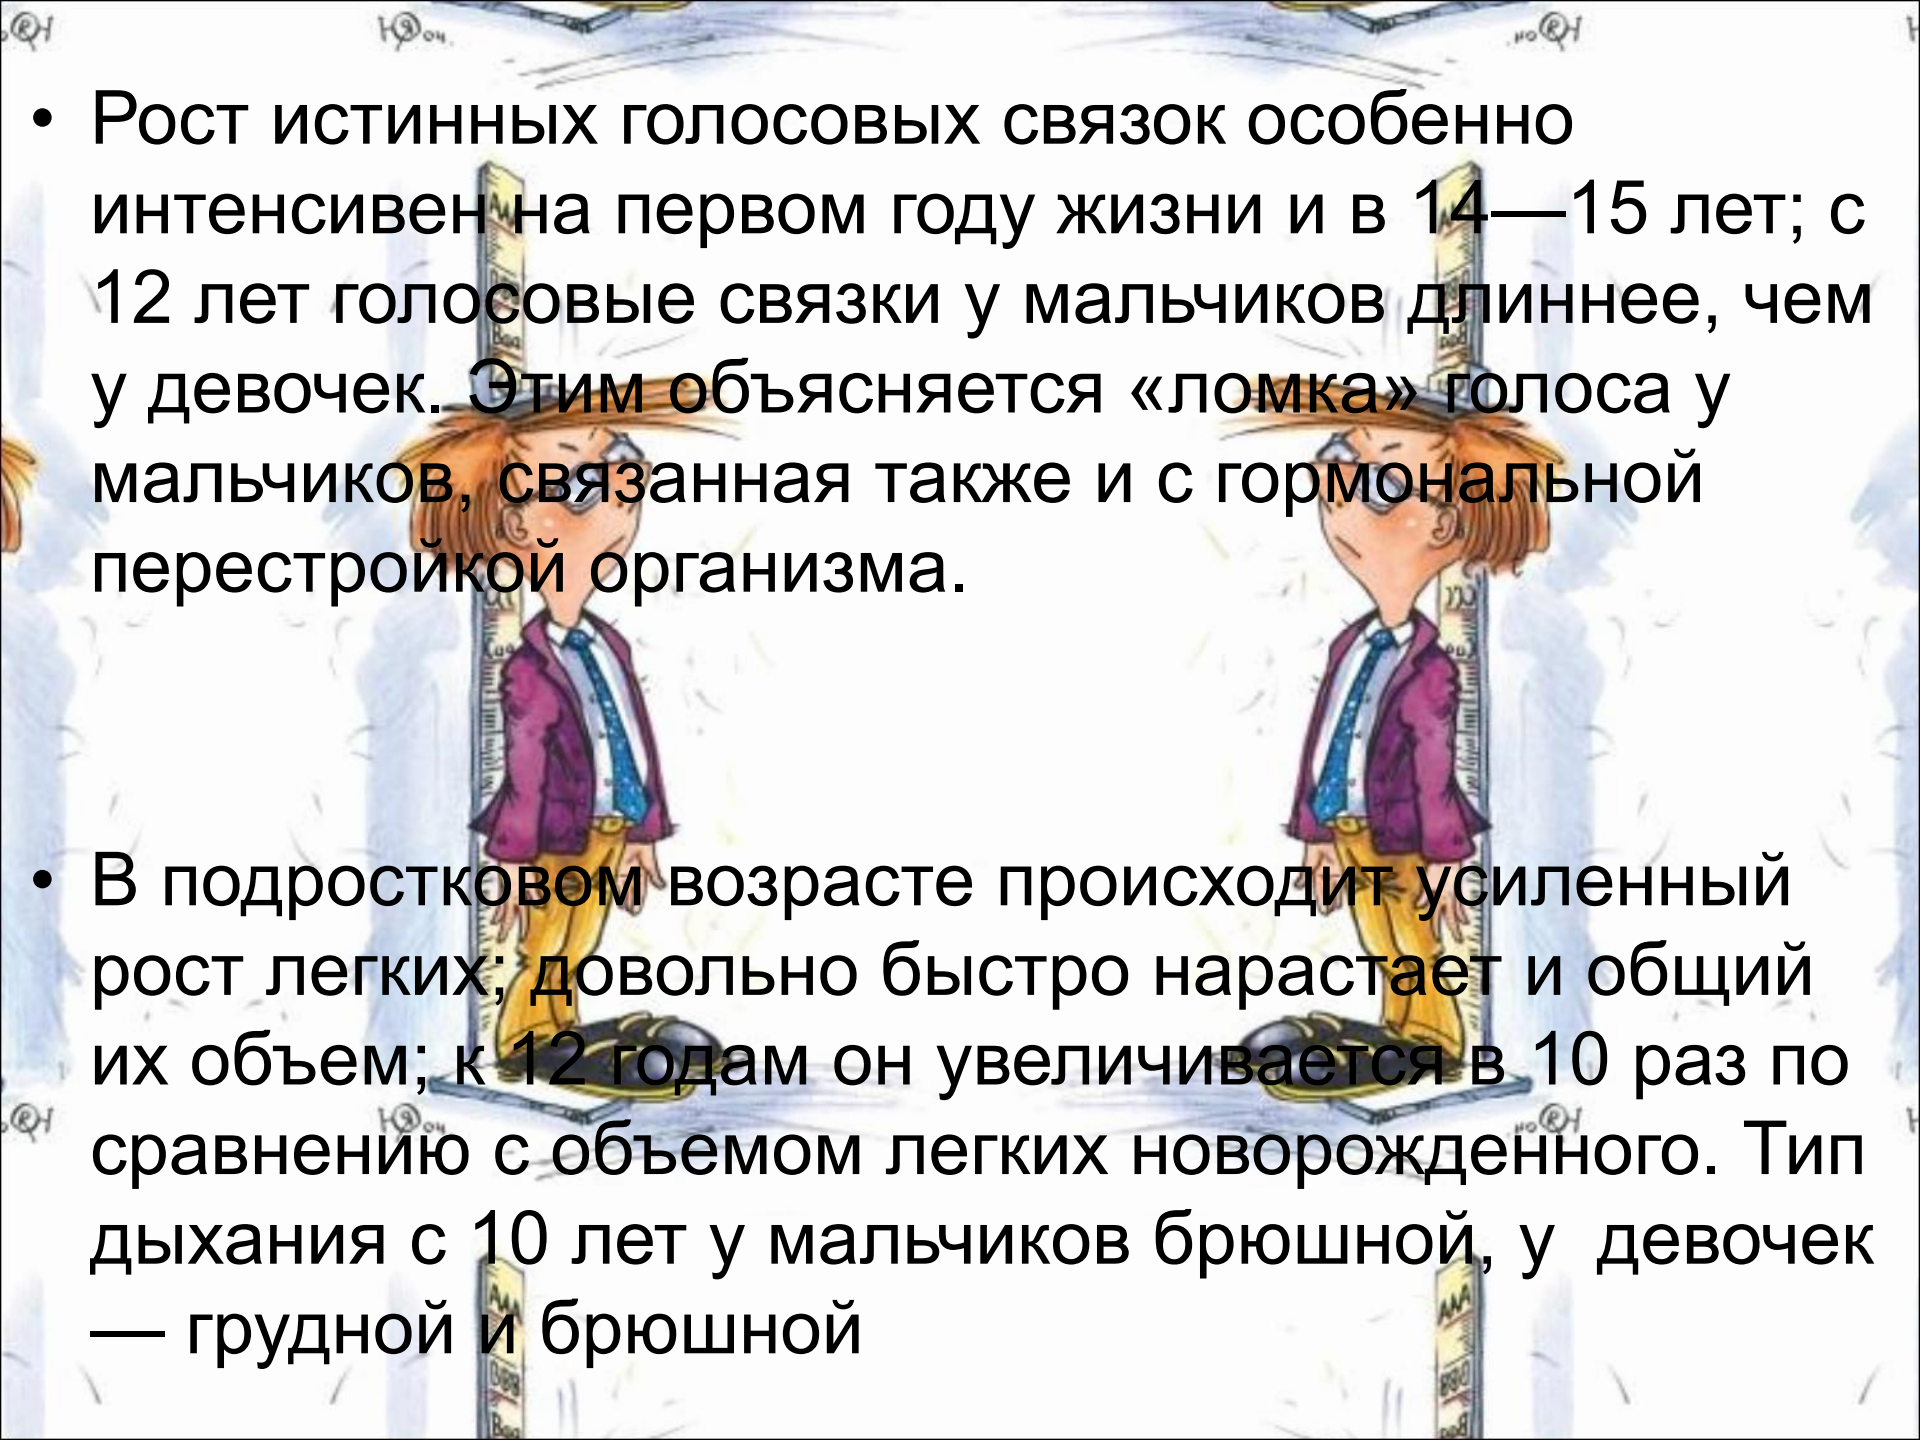 • Рост истинных голосовых связок особенно
интенсивен на первом году жизни и в 14—15 лет; с
12 лет голосовые связки у мальчиков длиннее, чем
у девочек. Этим объясняется «ломка» голоса у
мальчиков, связанная также и с гормональной
перестройкой организма.
• В подростковом возрасте происходит усиленный
рост легких; довольно быстро нарастает и общий
их объем; к 12 годам он увеличивается в 10 раз по
сравнению с объемом легких новорожденного. Тип
дыхания с 10 лет у мальчиков брюшной, у  девочек
— грудной и брюшной